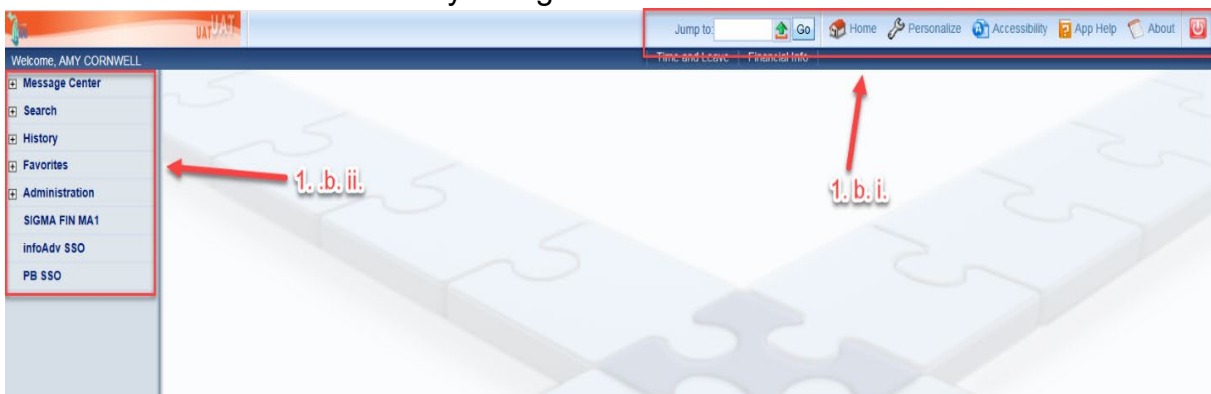 UAT UAT
Jump to: Go Home Personalize Accessibility App Help About
Welcome, AMY CORNWELL Time and Leave Financial Info
Message Center
Search
History
Favorites
Administration
SIGMA FIN MA1
infoAdv SSO
PB SSO
1. .b. ii.
1. b. i.